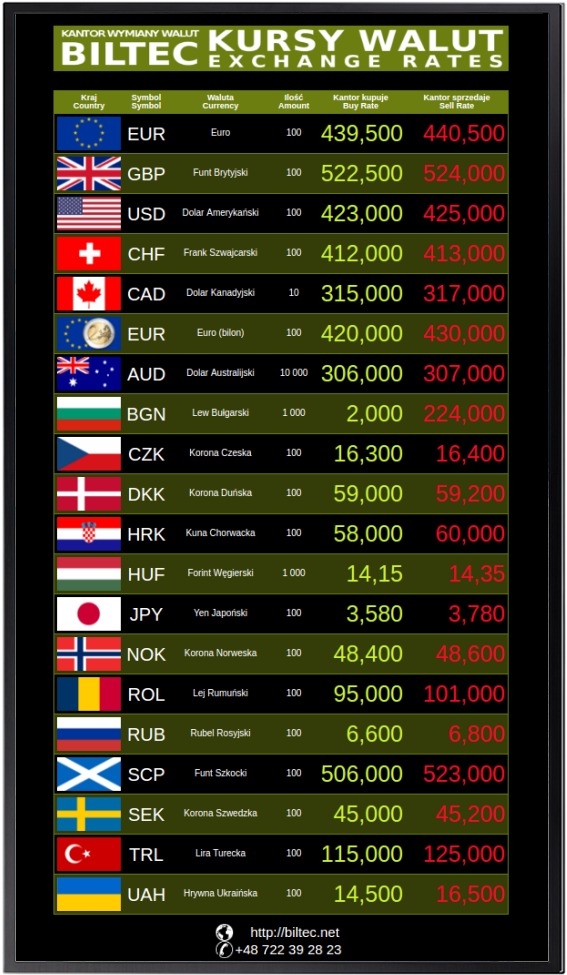 KANTOR WYMIANY WALUT
BILTEC
KURSY WALUT
EXCHANGE RATES
Kraj Symbol Waluta Ilość Kantor kupuje Kantor sprzedaje
Country Symbol Currency Amount Buy Rate Sell Rate
EUR Euro 100 439,500 440,500
GBP Funt Brytyjski 100 522,500 524,000
USD Dolar Amerykański 100 423,000 425,000
CHF Frank Szwajcarski 100 412,000 413,000
CAD Dolar Kanadyjski 10 315,000 317,000
EUR Euro (bilon) 100 420,000 430,000
AUD Dolar Australijski 10 000 306,000 307,000
BGN Lew Bułgarski 1 000 2,000 224,000
CZK Korona Czeska 100 16,300 16,400
DKK Korona Duńska 100 59,000 59,200
HRK Kuna Chorwacka 100 58,000 60,000
HUF Forint Węgierski 1 000 14,15 14,35
JPY Yen Japoński 100 3,580 3,780
NOK Korona Norweska 100 48,400 48,600
ROL Lej Rumuński 100 95,000 101,000
RUB Rubel Rosyjski 100 6,600 6,800
SCP Funt Szkocki 100 506,000 523,000
SEK Korona Szwedzka 100 45,000 45,200
TRL Lira Turecka 100 115,000 125,000
UAH Hrywna Ukraińska 100 14,500 16,500
http://biltec.net
+48 722 39 28 23